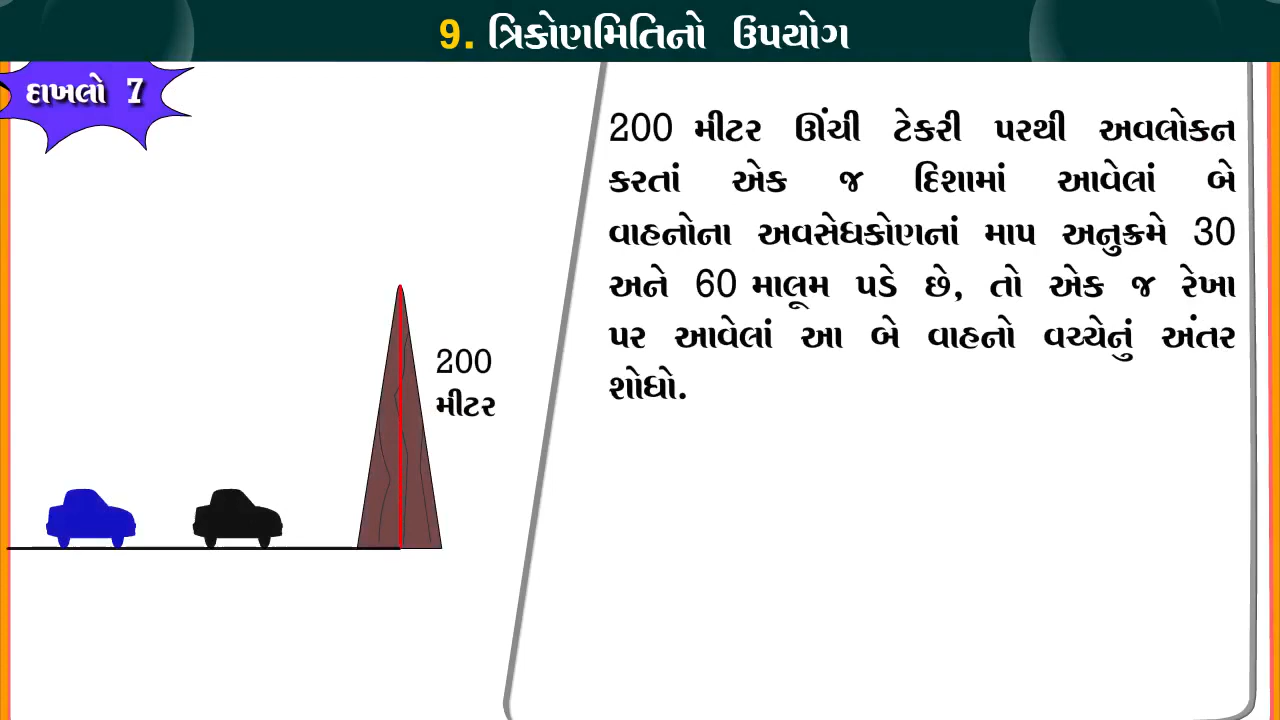 9. ત્રિકોણમિતિનો ઉપયોગ
દાખલો 7
200 મીટર ઊંચી ટેકરી પરથી અવલોકન
કરતાં એક જ દિશામાં આવેલાં બે
વાહનોના અવસેધકોણનાં માપ અનુક્રમે 30
અને 60 માલૂમ પડે છે, તો એક જ રેખા
પર આવેલાં આ બે વાહનો વચ્ચેનું અંતર
શોધો.
200
મીટર